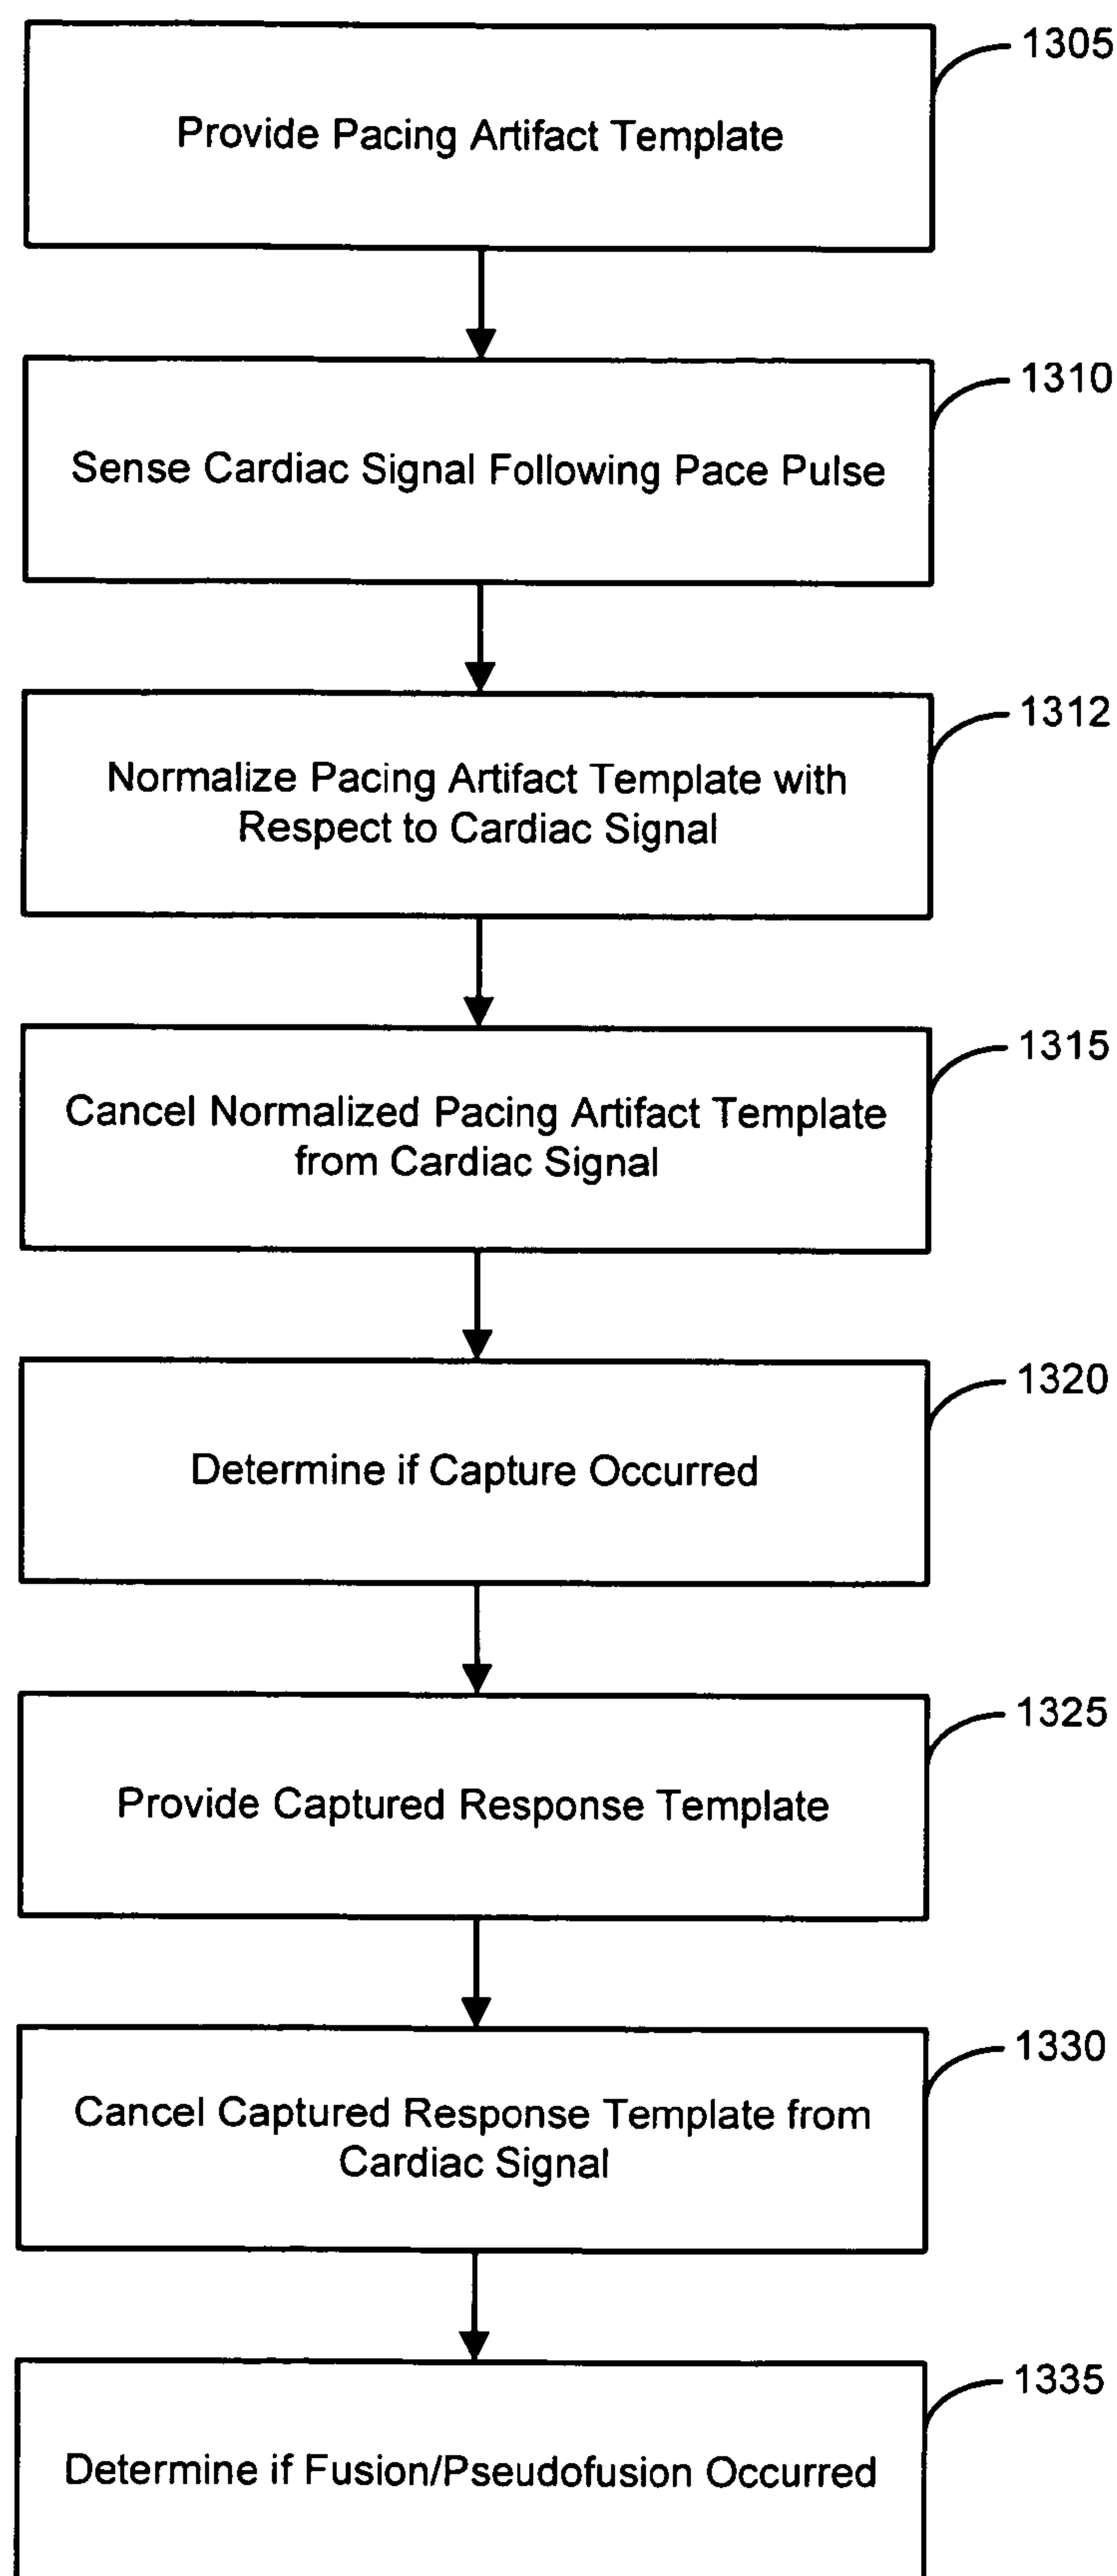 1305
Provide Pacing Artifact Template
1310
Sense Cardiac Signal Following Pace Pulse
1312
Normalize Pacing Artifact Template with
Respect to Cardiac Signal
1315
Cancel Normalized Pacing Artifact Template
from Cardiac Signal
1320
Determine if Capture Occurred
1325
Provide Captured Response Template
1330
Cancel Captured Response Template from
Cardiac Signal
1335
Determine if Fusion/Pseudofusion Occurred